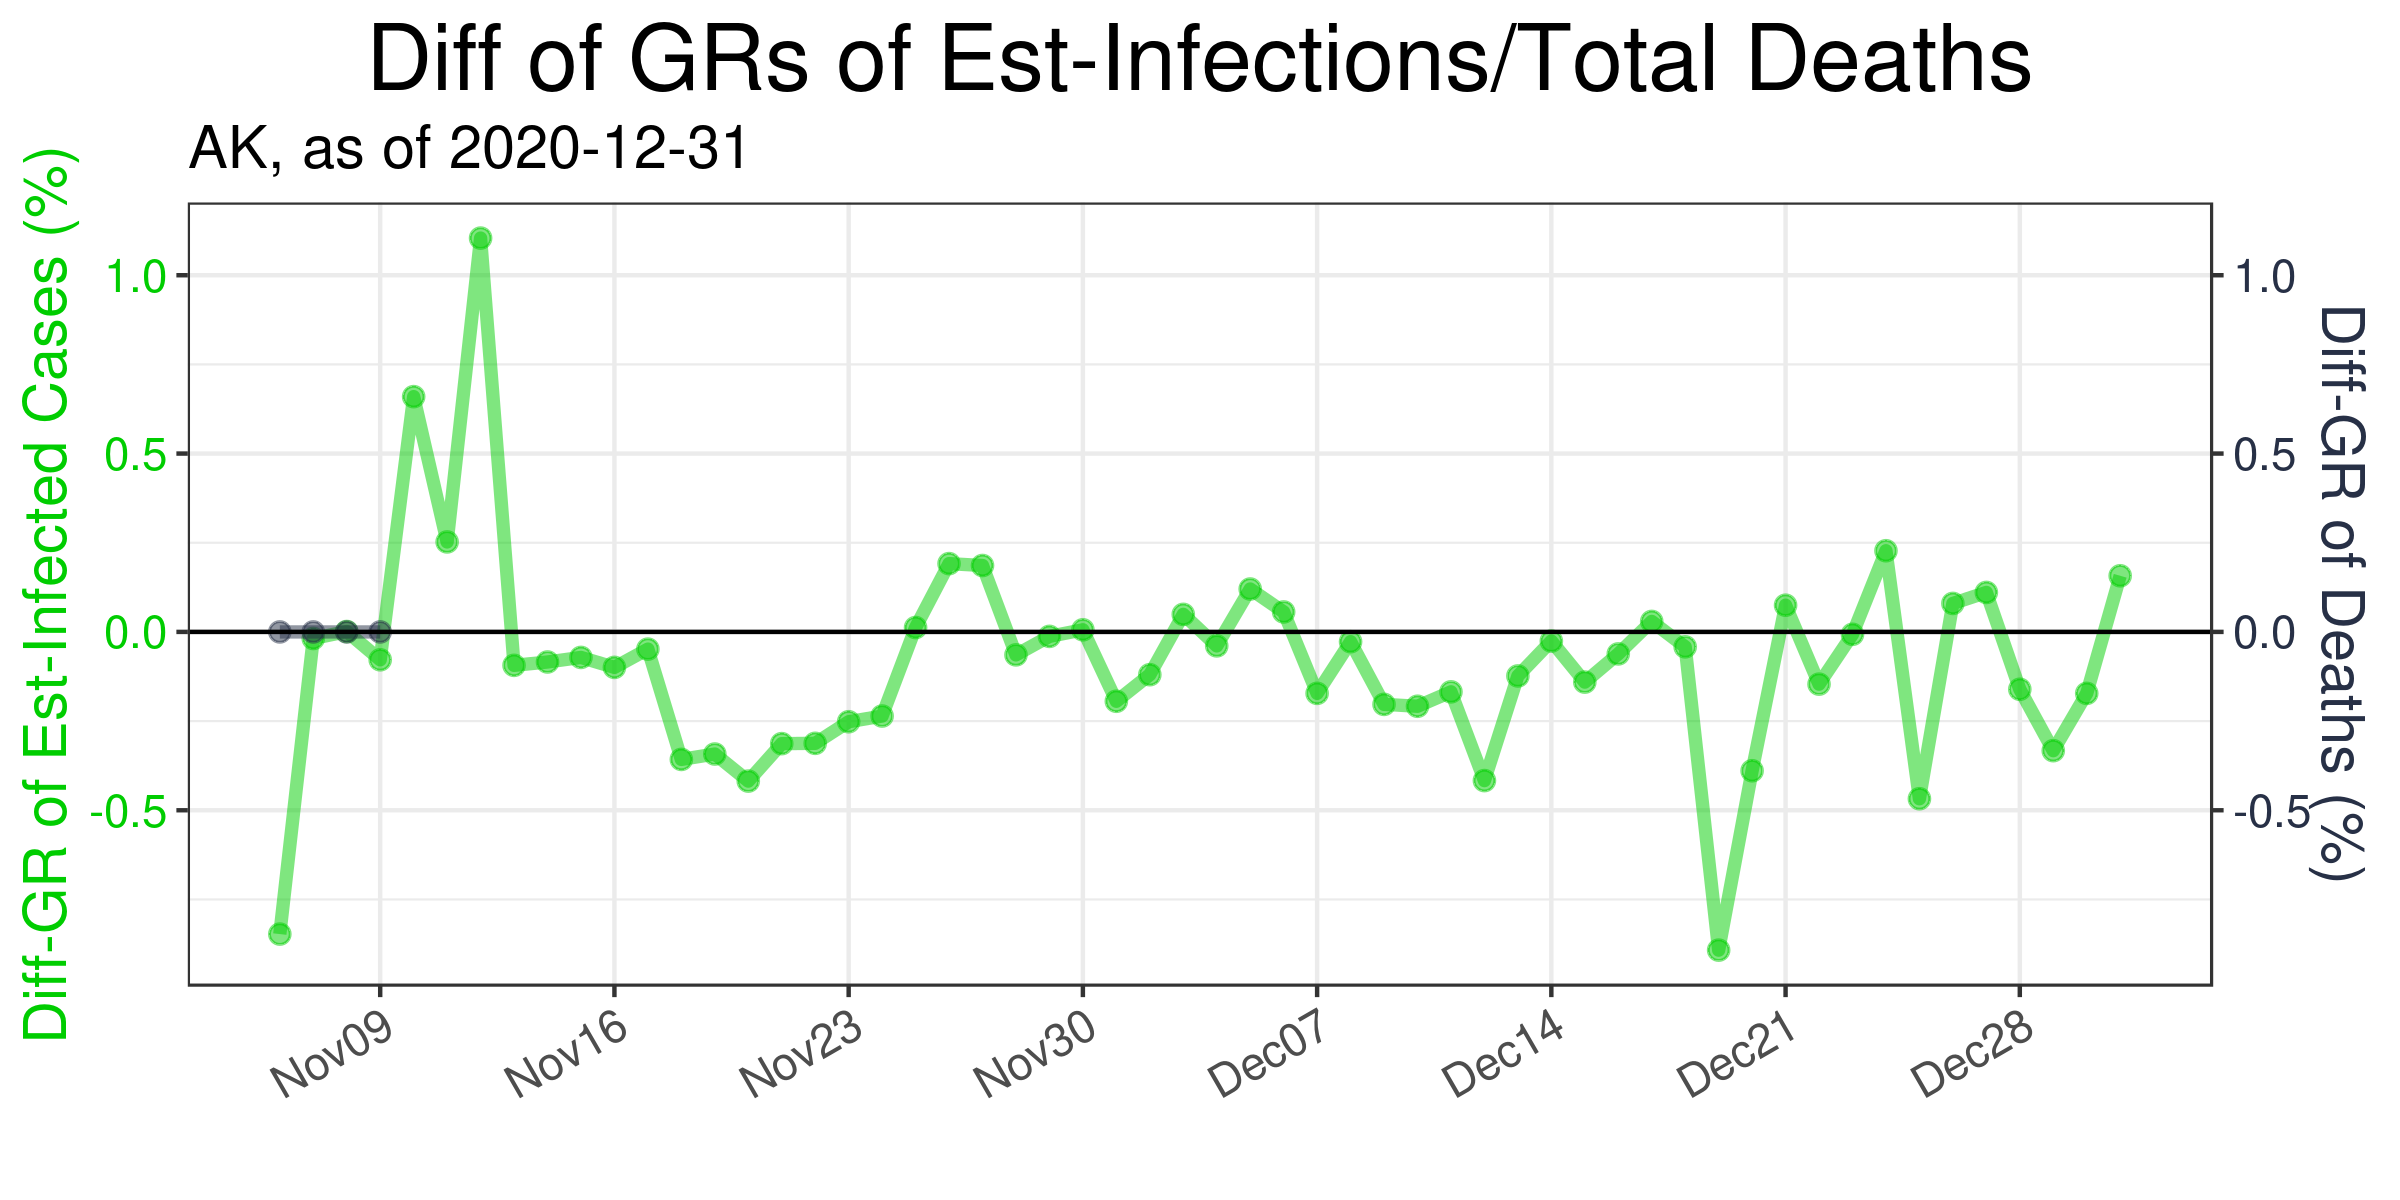 Diff of GRs of Est-Infections/Total Deaths
AK, as of 2020-12-31
Diff-GR of Est-Infected Cases (%)
1.0
0.5
0.0
-0.5
1.0
0.5
0.0
-0.5
Diff-GR of Deaths (%)
Nov09
Nov16
Nov23
Nov30
Dec07
Dec14
Dec21
Dec28